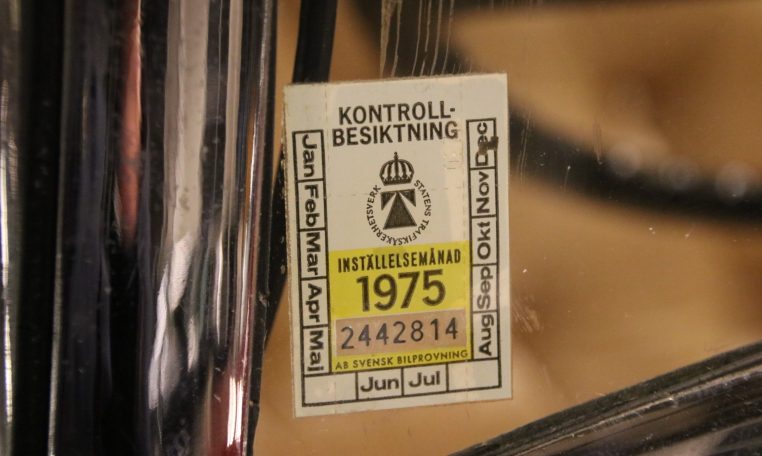 KONTROLL-
BESIKTNING
STATENS TRAFIKSÄKERHETSVERK
INSTÄLLELSEMÅNAD
1975
2442814
AB SVENSK BILPROVNING
Jan Feb Mar Apr Maj
Jun Jul
Aug Sep Okt Nov Dec